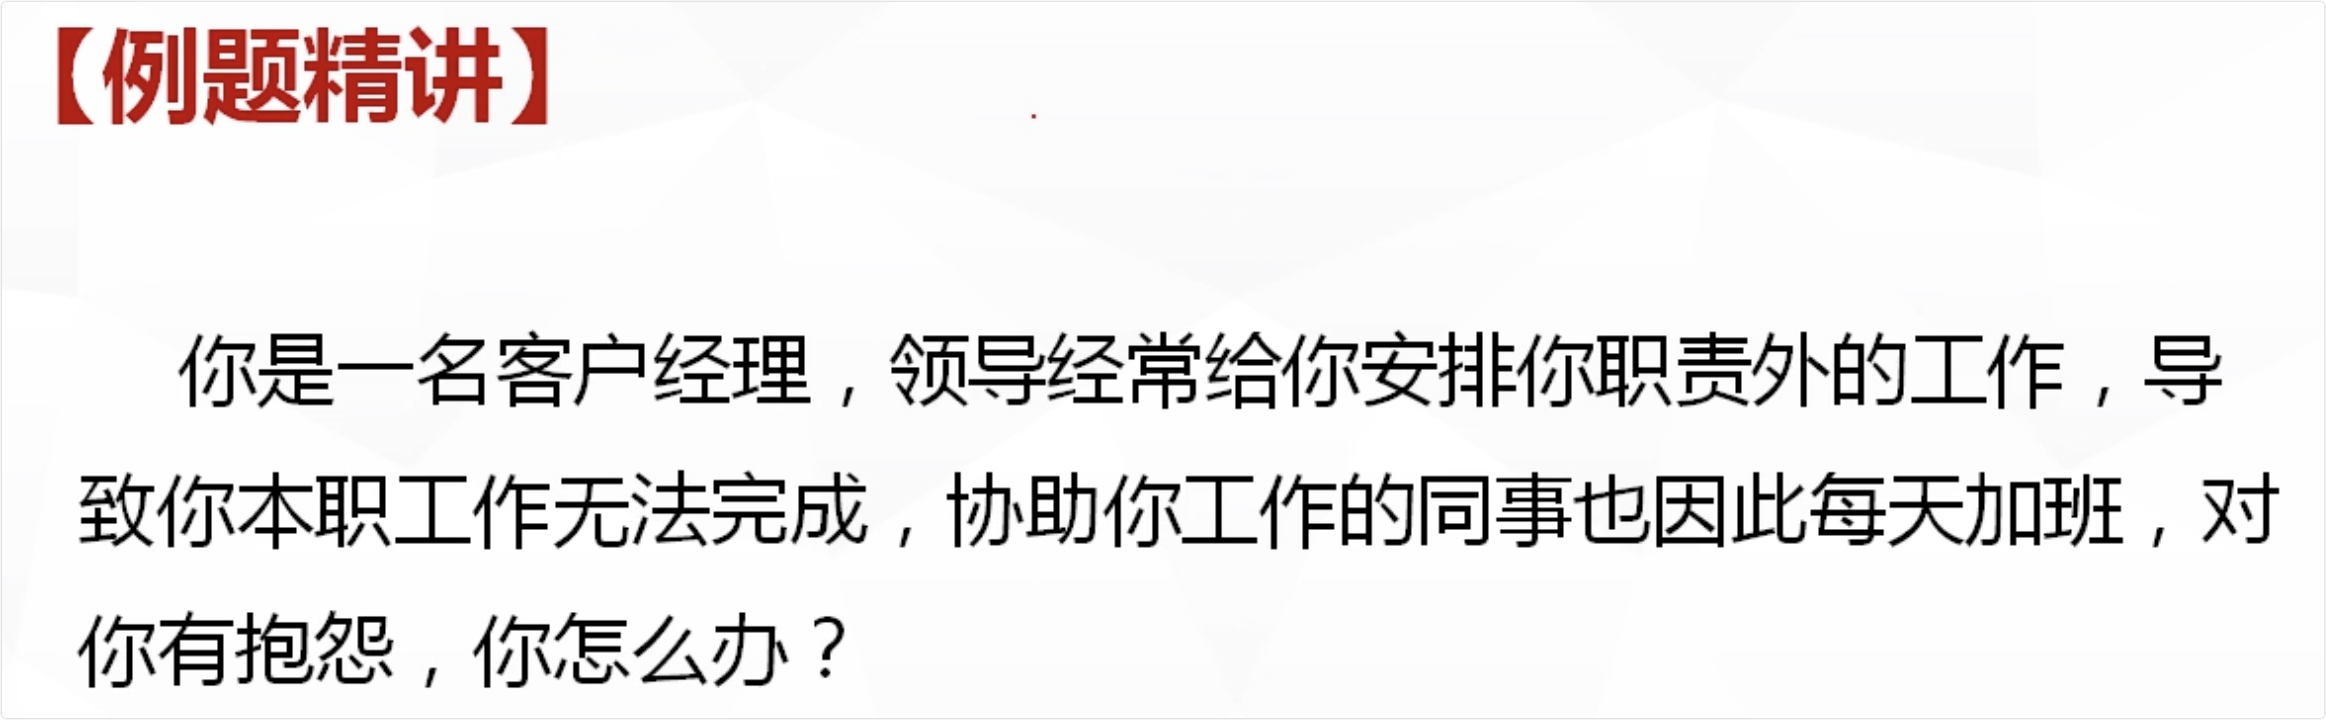 【例题精讲】
你是一名客户经理，领导经常给你安排你职责外的工作，导
致你本职工作无法完成，协助你工作的同事也因此每天加班，对
你有抱怨，你怎么办？